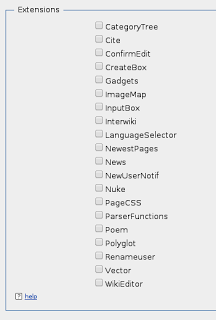 Extensions
CategoryTree
Cite
ConfirmEdit
CreateBox
Gadgets
ImageMap
InputBox
Interwiki
LanguageSelector
NewestPages
News
NewUserNotif
Nuke
PageCSS
ParserFunctions
Poem
Polyglot
Renameuser
Vector
WikiEditor
? help